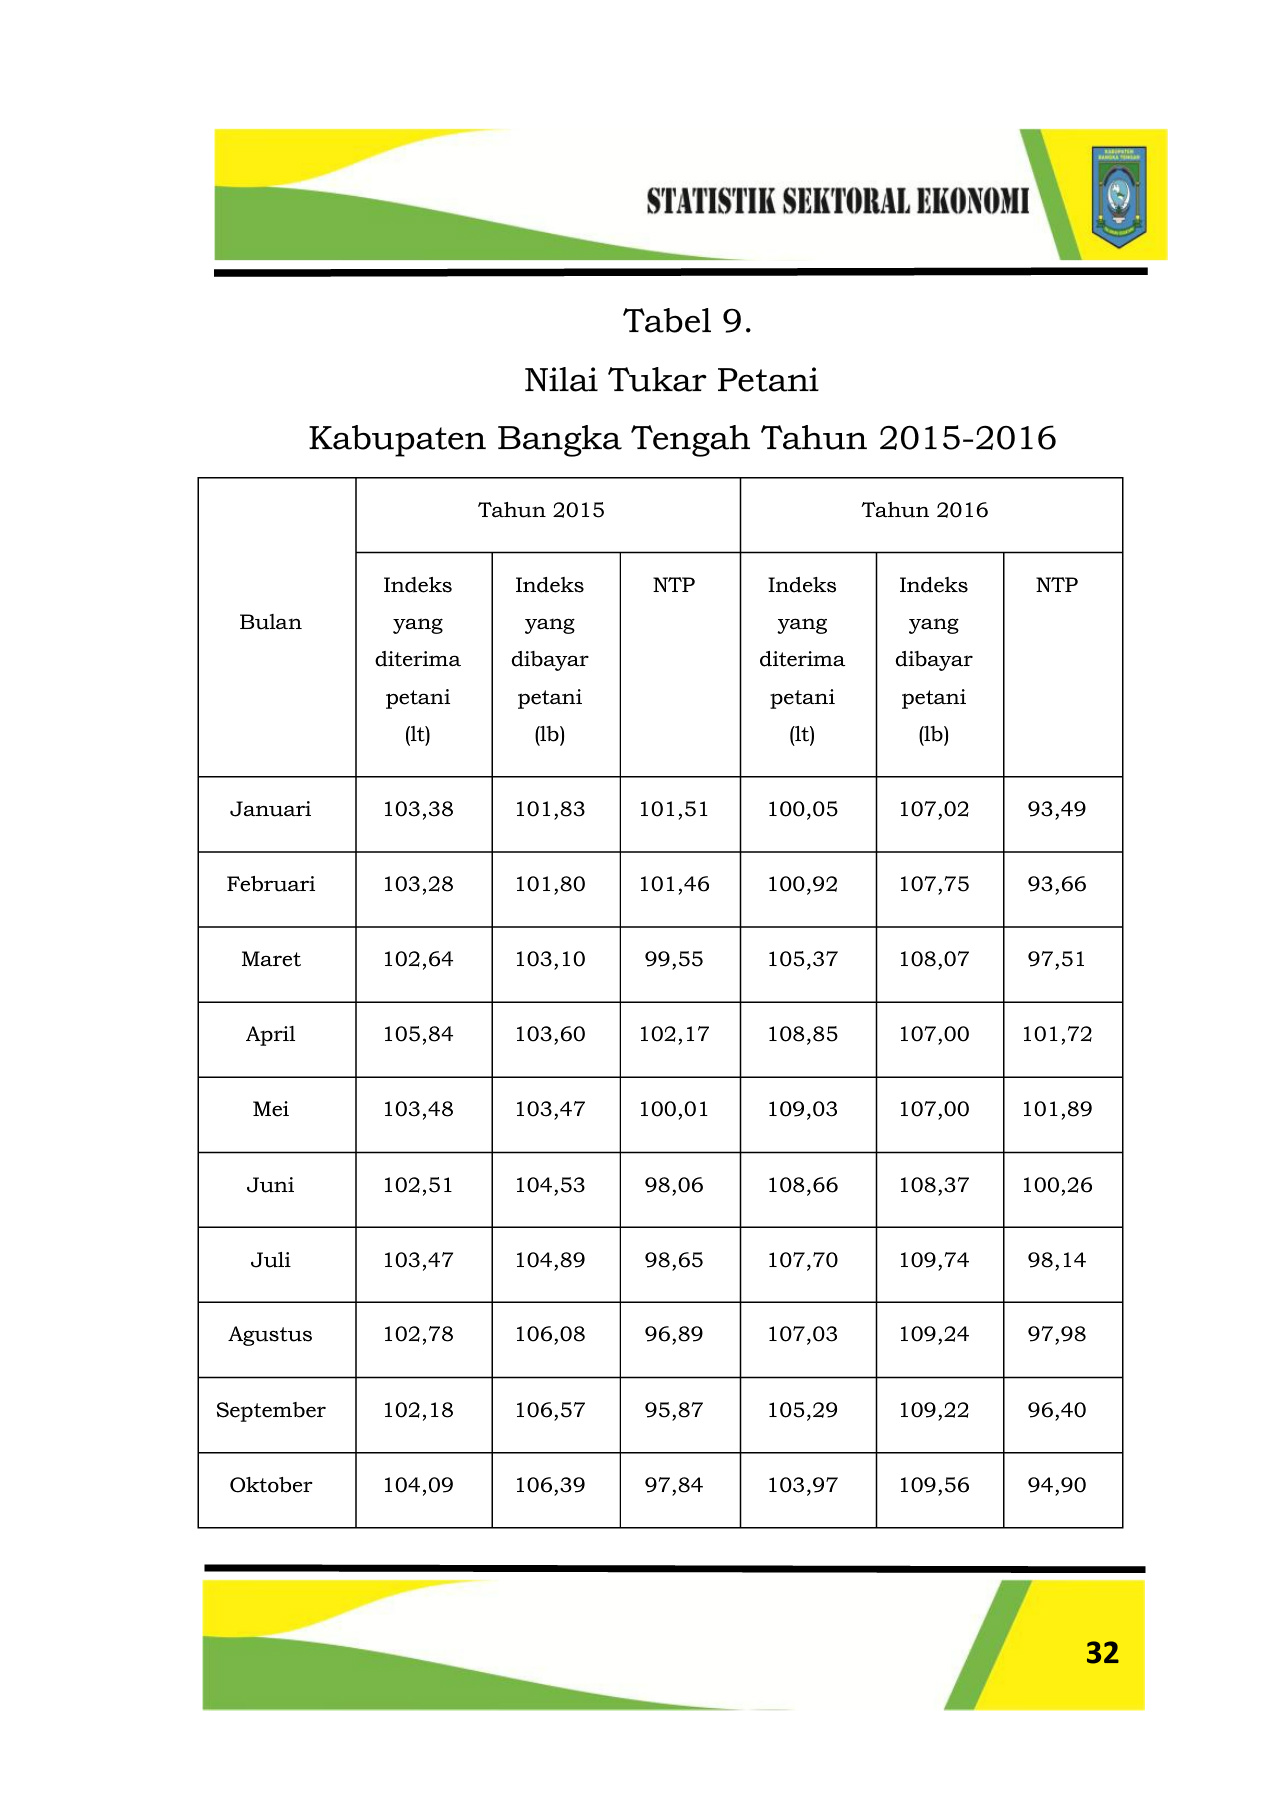 KABUPATEN
BANGKA TENGAH
STATISTIK SEKTORAL EKONOMI
Tabel 9.
Nilai Tukar Petani
Kabupaten Bangka Tengah Tahun 2015-2016
Bulan Tahun 2015 Tahun 2016
Indeks yang diterima petani (lt) Indeks yang dibayar petani (lb) NTP Indeks yang diterima petani (lt) Indeks yang dibayar petani (lb) NTP
Januari 103,38 101,83 101,51 100,05 107,02 93,49
Februari 103,28 101,80 101,46 100,92 107,75 93,66
Maret 102,64 103,10 99,55 105,37 108,07 97,51
April 105,84 103,60 102,17 108,85 107,00 101,72
Mei 103,48 103,47 100,01 109,03 107,00 101,89
Juni 102,51 104,53 98,06 108,66 108,37 100,26
Juli 103,47 104,89 98,65 107,70 109,74 98,14
Agustus 102,78 106,08 96,89 107,03 109,24 97,98
September 102,18 106,57 95,87 105,29 109,22 96,40
Oktober 104,09 106,39 97,84 103,97 109,56 94,90
32